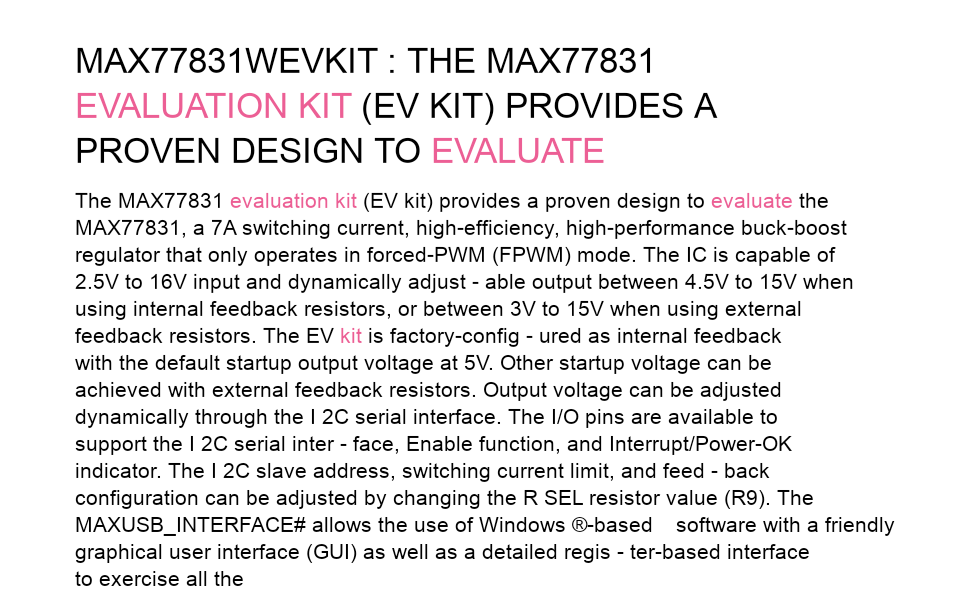 MAX77831WEVKIT : THE MAX77831
EVALUATION KIT (EV KIT) PROVIDES A
PROVEN DESIGN TO EVALUATE
The MAX77831 evaluation kit (EV kit) provides a proven design to evaluate the
MAX77831, a 7A switching current, high-efficiency, high-performance buck-boost
regulator that only operates in forced-PWM (FPWM) mode. The IC is capable of
2.5V to 16V input and dynamically adjust - able output between 4.5V to 15V when
using internal feedback resistors, or between 3V to 15V when using external
feedback resistors. The EV kit is factory-config - ured as internal feedback
with the default startup output voltage at 5V. Other startup voltage can be
achieved with external feedback resistors. Output voltage can be adjusted
dynamically through the I 2C serial interface. The I/O pins are available to
support the I 2C serial inter - face, Enable function, and Interrupt/Power-OK
indicator. The I 2C slave address, switching current limit, and feed - back
configuration can be adjusted by changing the R SEL resistor value (R9). The
MAXUSB_INTERFACE# allows the use of Windows ®-based    software with a friendly
graphical user interface (GUI) as well as a detailed regis - ter-based interface
to exercise all the